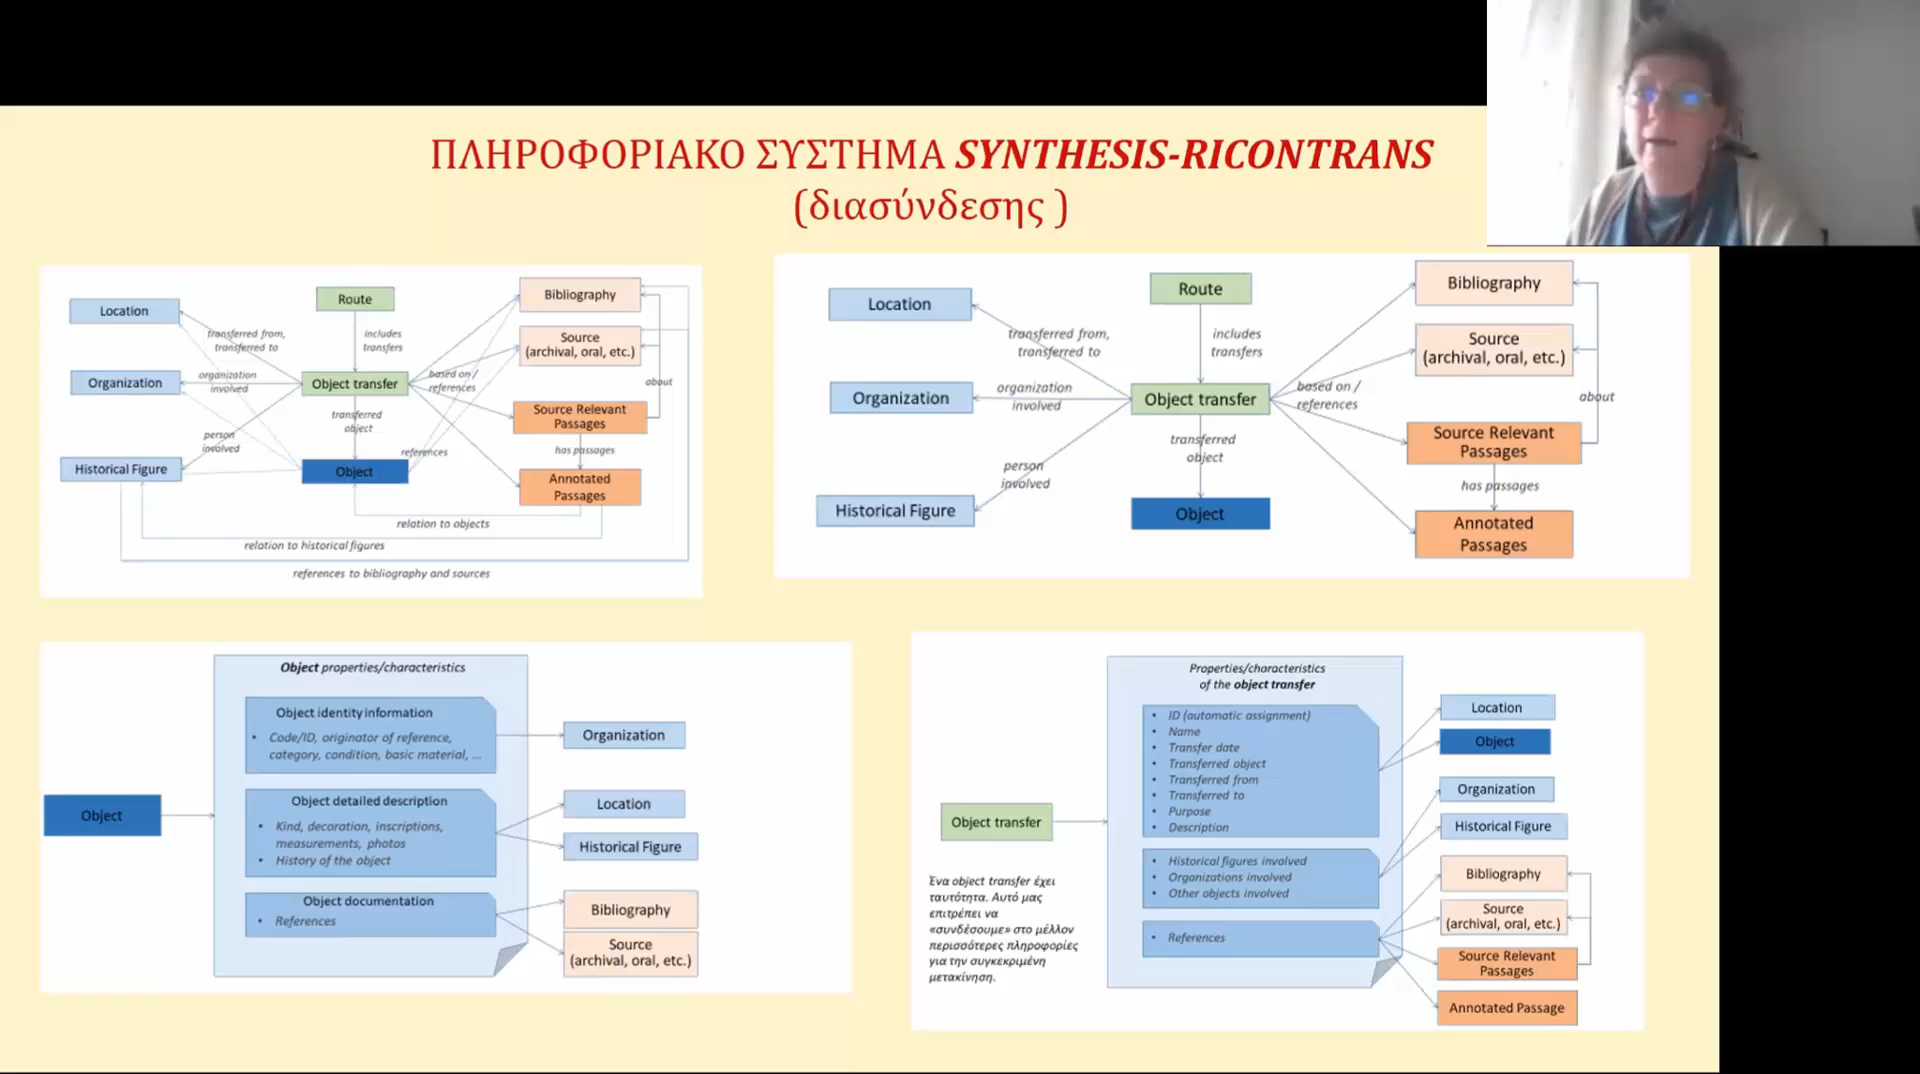 ΠΛΗΡΟΦΟΡΙΑΚΟ ΣΥΣΤΗΜΑ SYNTHESIS-RICONTRANS
(διασύνδεσης )
Location
Route
Bibliography
transferred from,
transferred to
includes
transfers
Source
(archival, oral, etc.)
Organization
organization
involved
Object transfer
based on /
references
about
transferred
object
Source Relevant
Passages
person
involved
references
has passages
Historical Figure
Object
Annotated
Passages
relation to objects
relation to historical figures
references to bibliography and sources
Location
Route
Bibliography
transferred from,
transferred to
includes
transfers
Source
(archival, oral, etc.)
Organization
organization
involved
Object transfer
based on /
references
about
transferred
object
Source Relevant
Passages
person
involved
has passages
Historical Figure
Object
Annotated
Passages
Object properties/characteristics
Object identity information
• Code/ID, originator of reference,
category, condition, basic material, ...
Organization
Object
Object detailed description
• Kind, decoration, inscriptions,
measurements, photos
• History of the object
Location
Historical Figure
Object documentation
• References
Bibliography
Source
(archival, oral, etc.)
Properties/characteristics
of the object transfer
• ID (automatic assignment)
• Name
• Transfer date
• Transferred object
• Transferred from
• Transferred to
• Purpose
• Description
Location
Object
Organization
Historical Figure
Object transfer
• Historical figures involved
• Organizations involved
• Other objects involved
• References
Bibliography
Source
(archival, oral, etc.)
Source Relevant
Passages
Annotated Passage
Ένα object transfer έχει
ταυτότητα. Αυτό μας
επιτρέπει να
«συνδέσουμε» στο μέλλον
περισσότερες πληροφορίες
για την συγκεκριμένη
μετακίνηση.